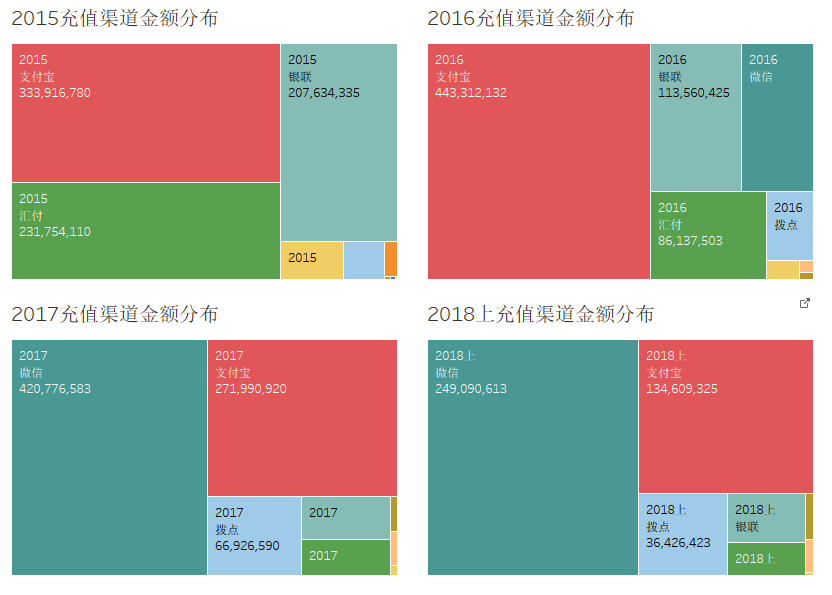 2015充值渠道金额分布
2015
支付宝
333,916,780
2015
银联
207,634,335
2015
汇付
231,754,110
2015
2016充值渠道金额分布
2016
支付宝
443,312,132
2016
银联
113,560,425
2016
微信
2016
汇付
86,137,503
2016
拨点
2017充值渠道金额分布
2017
微信
420,776,583
2017
支付宝
271,990,920
2017
拨点
66,926,590
2017
2017
2018上充值渠道金额分布
2018上
微信
249,090,613
2018上
支付宝
134,609,325
2018上
拨点
36,426,423
2018上
银联
2018上